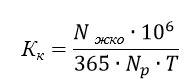 Kк = N жко · 10⁶ / 365 · Nр · T